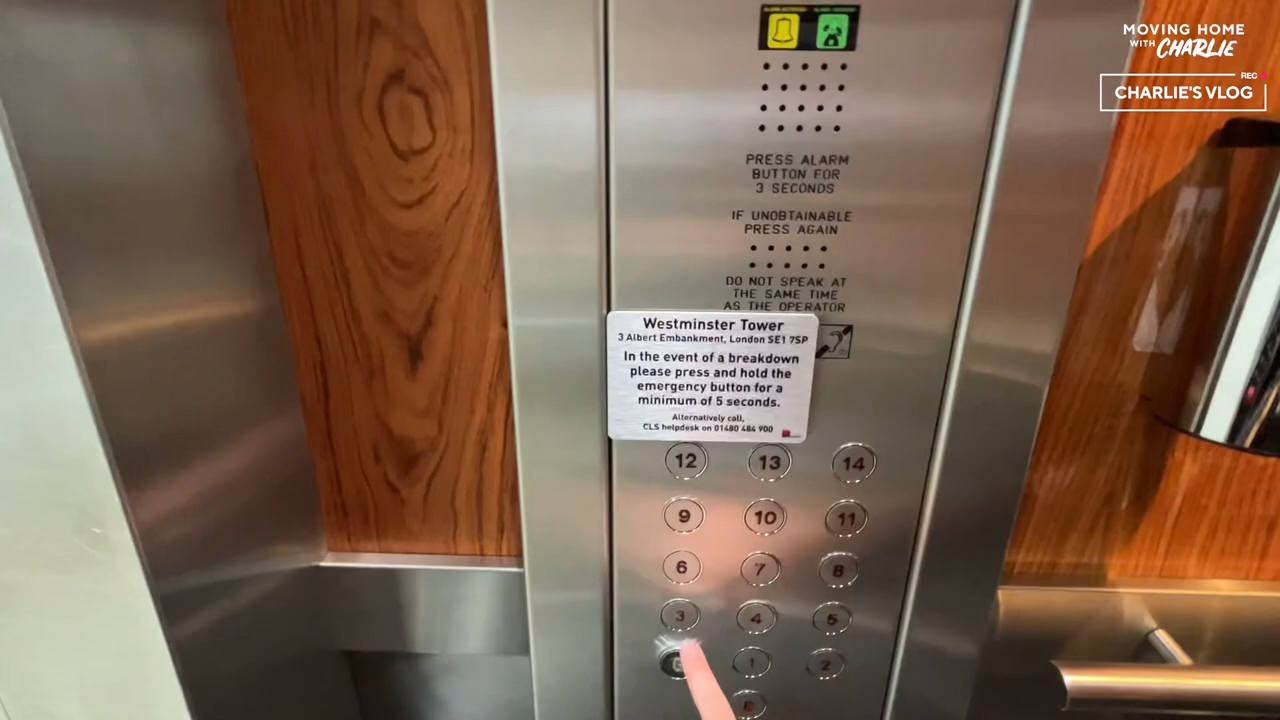 MOVING HOME
WITH CHARLIE
REC
CHARLIE'S VLOG
PRESS ALARM
BUTTON FOR
3 SECONDS
IF UNOBTAINABLE
PRESS AGAIN
DO NOT SPEAK AT
THE SAME TIME
AS THE OPERATOR
Westminster Tower
3 Albert Embankment, London SE1 7SP
In the event of a breakdown
please press and hold the
emergency button for a
minimum of 5 seconds.
Alternatively call,
CLS helpdesk on 01480 484 900
12 13 14
9 10 11
6 7 8
3 4 5
G 1 2